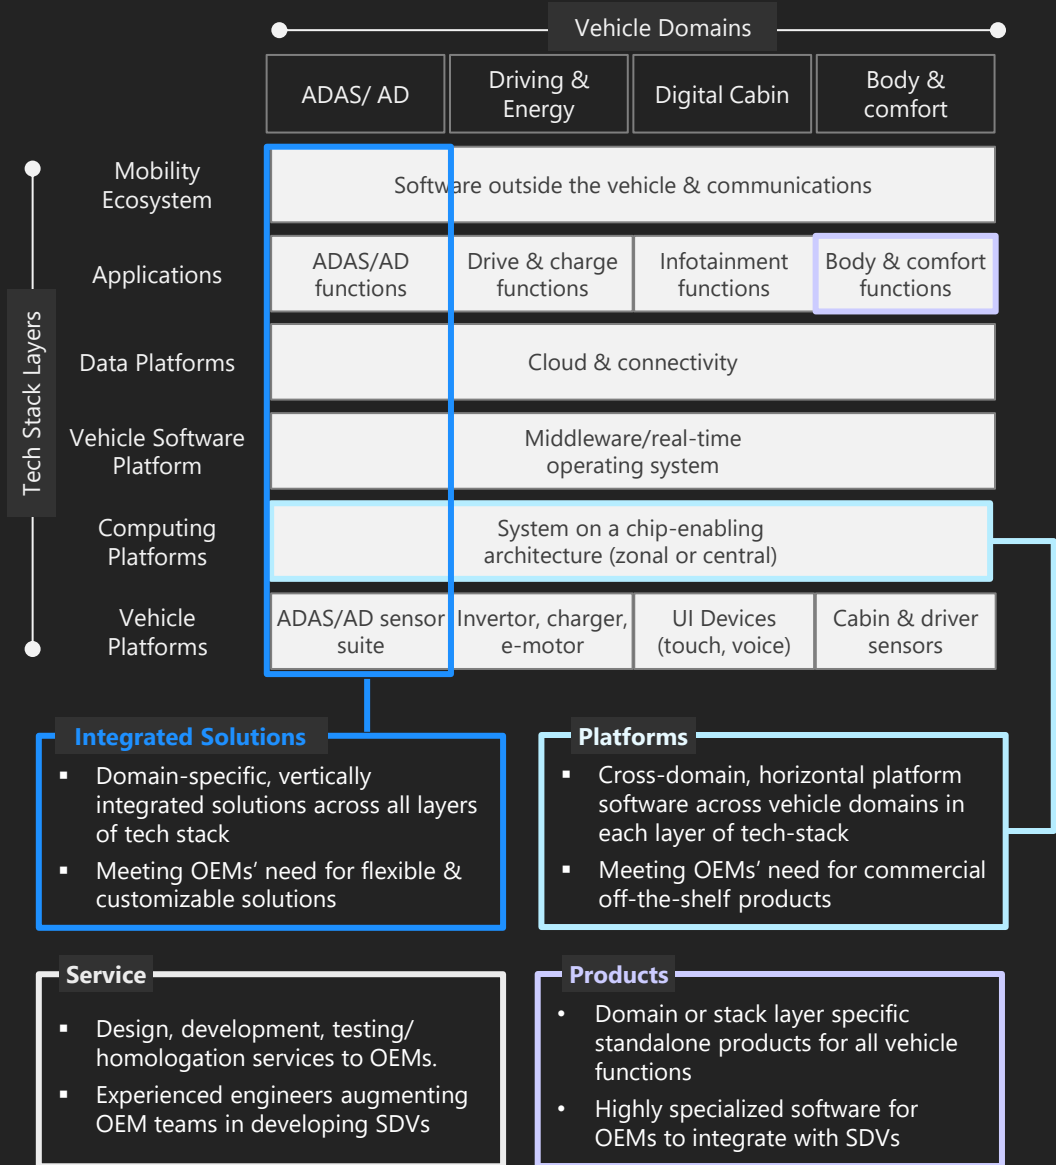 Vehicle Domains
ADAS/ AD
Driving &
Energy
Digital Cabin
Body &
comfort
Tech Stack Layers
Mobility
Ecosystem
Software outside the vehicle & communications
Applications
ADAS/AD
functions
Drive & charge
functions
Infotainment
functions
Body & comfort
functions
Data Platforms
Cloud & connectivity
Vehicle Software
Platform
Middleware/real-time
operating system
Computing
Platforms
System on a chip-enabling
architecture (zonal or central)
Vehicle
Platforms
ADAS/AD sensor
suite
Invertor, charger,
e-motor
UI Devices
(touch, voice)
Cabin & driver
sensors
Integrated Solutions
▪ Domain-specific, vertically
integrated solutions across all layers
of tech stack
▪ Meeting OEMs’ need for flexible &
customizable solutions
Platforms
▪ Cross-domain, horizontal platform
software across vehicle domains in
each layer of tech-stack
▪ Meeting OEMs’ need for commercial
off-the-shelf products
Service
▪ Design, development, testing/
homologation services to OEMs.
▪ Experienced engineers augmenting
OEM teams in developing SDVs
Products
• Domain or stack layer specific
standalone products for all vehicle
functions
• Highly specialized software for
OEMs to integrate with SDVs